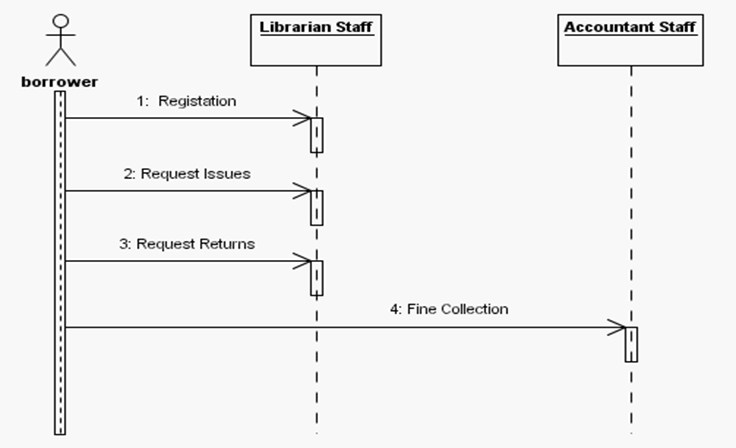 Librarian Staff
Accountant Staff
borrower
1: Registation
2: Request Issues
3: Request Returns
4: Fine Collection